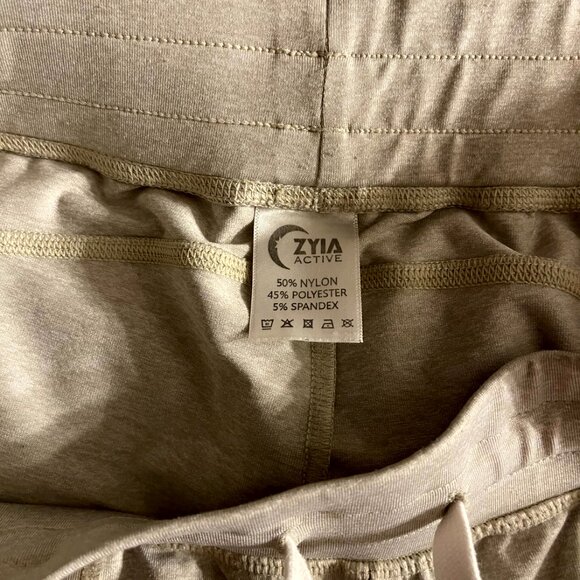 ZYIA
ACTIVE
50% NYLON
45% POLYESTER
5% SPANDEX